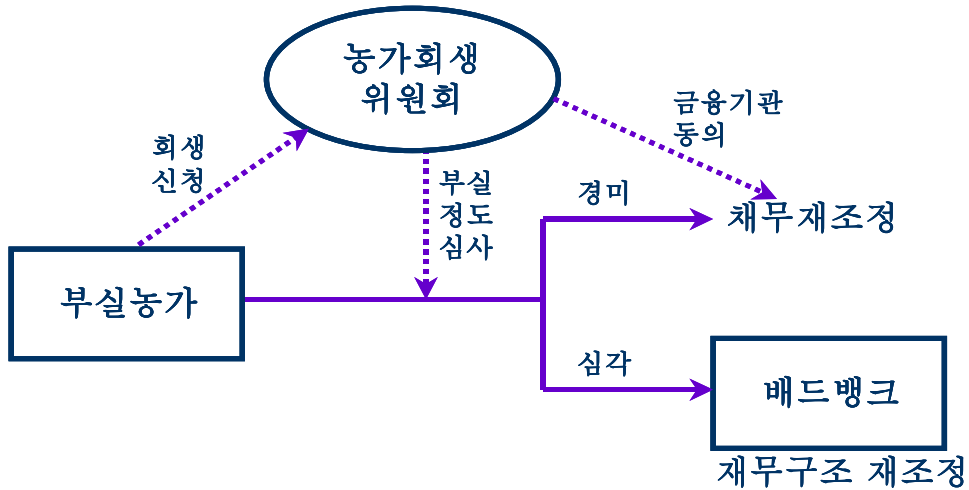 농가회생
위원회
금융기관
동의
회생
신청
부실
정도
심사
경미
채무재조정
부실농가
심각
배드뱅크
재무구조 재조정